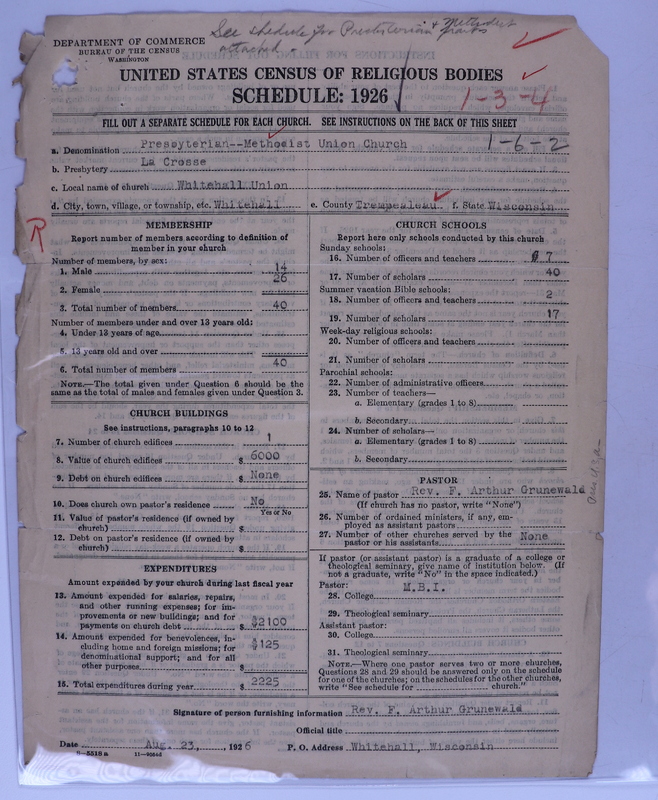 See schedule for Presbyterian & Methodist parts
attached.
DEPARTMENT OF COMMERCE
BUREAU OF THE CENSUS
WASHINGTON
UNITED STATES CENSUS OF RELIGIOUS BODIES
SCHEDULE: 1926
1-3-4
FILL OUT A SEPARATE SCHEDULE FOR EACH CHURCH. SEE INSTRUCTIONS ON THE BACK OF THIS SHEET
1-6-2
a. Denomination Presbyterian--Methodist Union Church
b. Presbytery La Crosse
c. Local name of church Whitehall Union
d. City, town, village, or township, etc. Whitehall e. County Trempealeau f. State Wisconsin
R
MEMBERSHIP
Report number of members according to definition of
member in your church
Number of members, by sex:
1. Male 14
2. Female 26
3. Total number of members 40
Number of members under and over 13 years old:
4. Under 13 years of age
5. 13 years old and over
6. Total number of members 40
NOTE.—The total given under Question 6 should be the
same as the total of males and females given under Question 3.
CHURCH BUILDINGS
See instructions, paragraphs 10 to 12
7. Number of church edifices 1
8. Value of church edifices $ 6000
9. Debt on church edifices $ None
10. Does church own pastor's residence No
Yes or No
11. Value of pastor's residence (if owned by
church) $
12. Debt on pastor's residence (if owned by
church) $
EXPENDITURES
Amount expended by your church during last fiscal year
13. Amount expended for salaries, repairs,
and other running expenses; for im-
provements or new buildings; and for
payments on church debt $ $2100
14. Amount expended for benevolences, in-
cluding home and foreign missions; for
denominational support; and for all
other purposes $ $125
15. Total expenditures during year $ 2225
CHURCH SCHOOLS
Report here only schools conducted by this church
Sunday schools:
16. Number of officers and teachers 7
17. Number of scholars 40
Summer vacation Bible schools:
18. Number of officers and teachers 2
19. Number of scholars 17
Week-day religious schools:
20. Number of officers and teachers
21. Number of scholars
Parochial schools:
22. Number of administrative officers
23. Number of teachers—
a. Elementary (grades 1 to 8)
b. Secondary
24. Number of scholars—
a. Elementary (grades 1 to 8)
b. Secondary
PASTOR
25. Name of pastor Rev. F. Arthur Grunewald
(If church has no pastor, write "None")
26. Number of ordained ministers, if any, em-
ployed as assistant pastors
27. Number of other churches served by the
pastor or his assistants None
If pastor (or assistant pastor) is a graduate of a college or
theological seminary, give name of institution below. (If
not a graduate, write "No" in the space indicated.)
Pastor: M.B.I.
28. College
29. Theological seminary
Assistant pastor:
30. College
31. Theological seminary
NOTE.—Where one pastor serves two or more churches,
Questions 28 and 29 should be answered only on the schedule
for one of the churches; on the schedules for the other churches,
write "See schedule for church."
Signature of person furnishing information Rev. F. Arthur Grunewald
Official title
Date Aug. 23, 1926 P. O. Address Whitehall, Wisconsin
8—5518 a